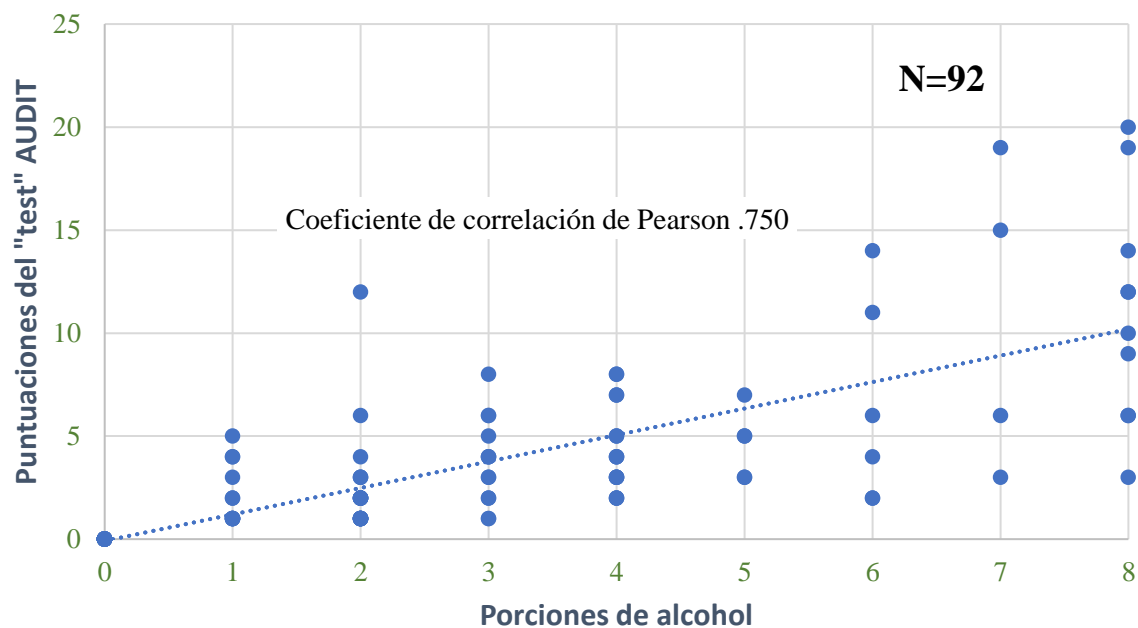 25
20
15
10
5
0
0 1 2 3 4 5 6 7 8
Puntuaciones del "test" AUDIT
N=92
Coeficiente de correlación de Pearson .750
Porciones de alcohol